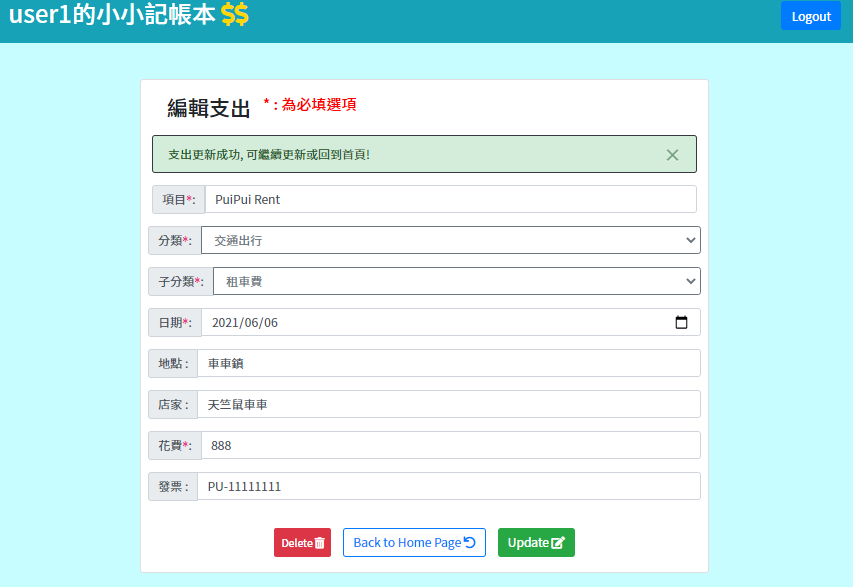 user1的小小記帳本
Logout
編輯支出 * : 為必填選項
支出更新成功, 可繼續更新或回到首頁!
項目*: PuiPui Rent
分類*: 交通出行
子分類*: 租車費
日期*: 2021/06/06
地點 : 車車鎮
店家 : 天竺鼠車車
花費*: 888
發票 : PU-11111111
Delete
Back to Home Page
Update